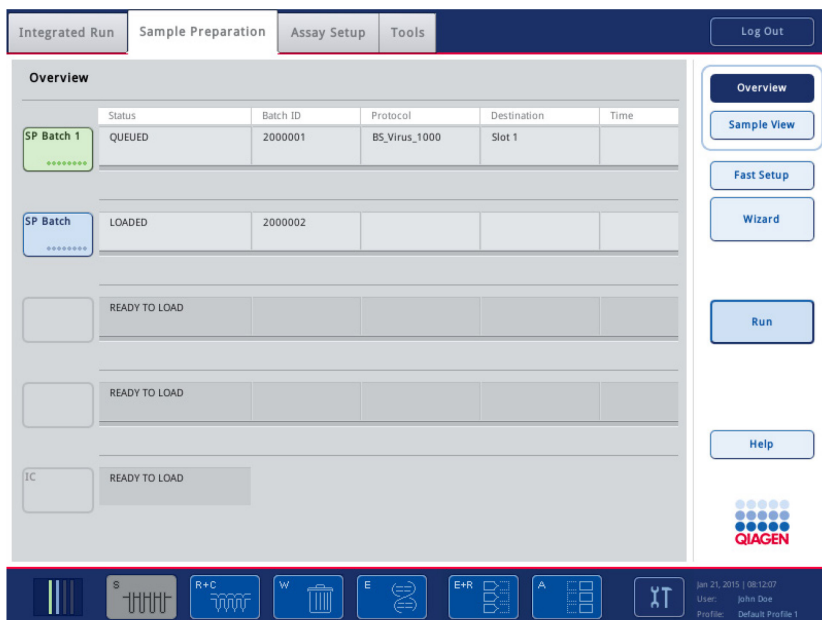 Integrated Run Sample Preparation Assay Setup Tools Log Out
Overview
Overview
Sample View
Fast Setup
Wizard
Run
Help
Status Batch ID Protocol Destination Time
SP Batch 1 QUEUED 2000001 BS_Virus_1000 Slot 1
SP Batch LOADED 2000002
READY TO LOAD
READY TO LOAD
IC READY TO LOAD
QIAGEN
S R+C W E E+R A
Jan 21, 2015 | 08:12:07
User: John Doe
Profile: Default Profile 1